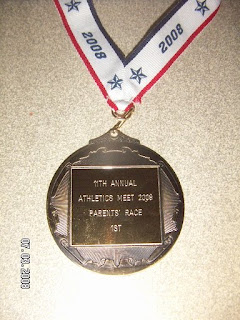 2008
2008
11TH ANNUAL
ATHLETICS MEET 2008
PARENTS' RACE
1ST